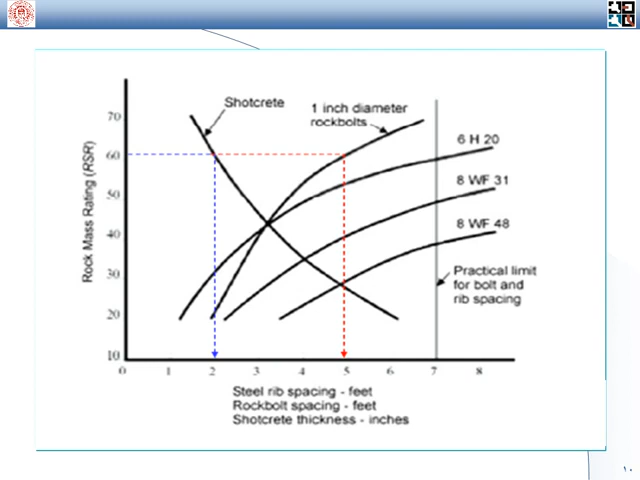 Shotcrete
1 inch diameter
rockbolts
6 H 20
8 WF 31
8 WF 48
Practical limit
for bolt and
rib spacing
Rock Mass Rating (RSR)
70
60
50
40
30
20
10
0 1 2 3 4 5 6 7 8
Steel rib spacing - feet
Rockbolt spacing - feet
Shotcrete thickness - inches
١٠